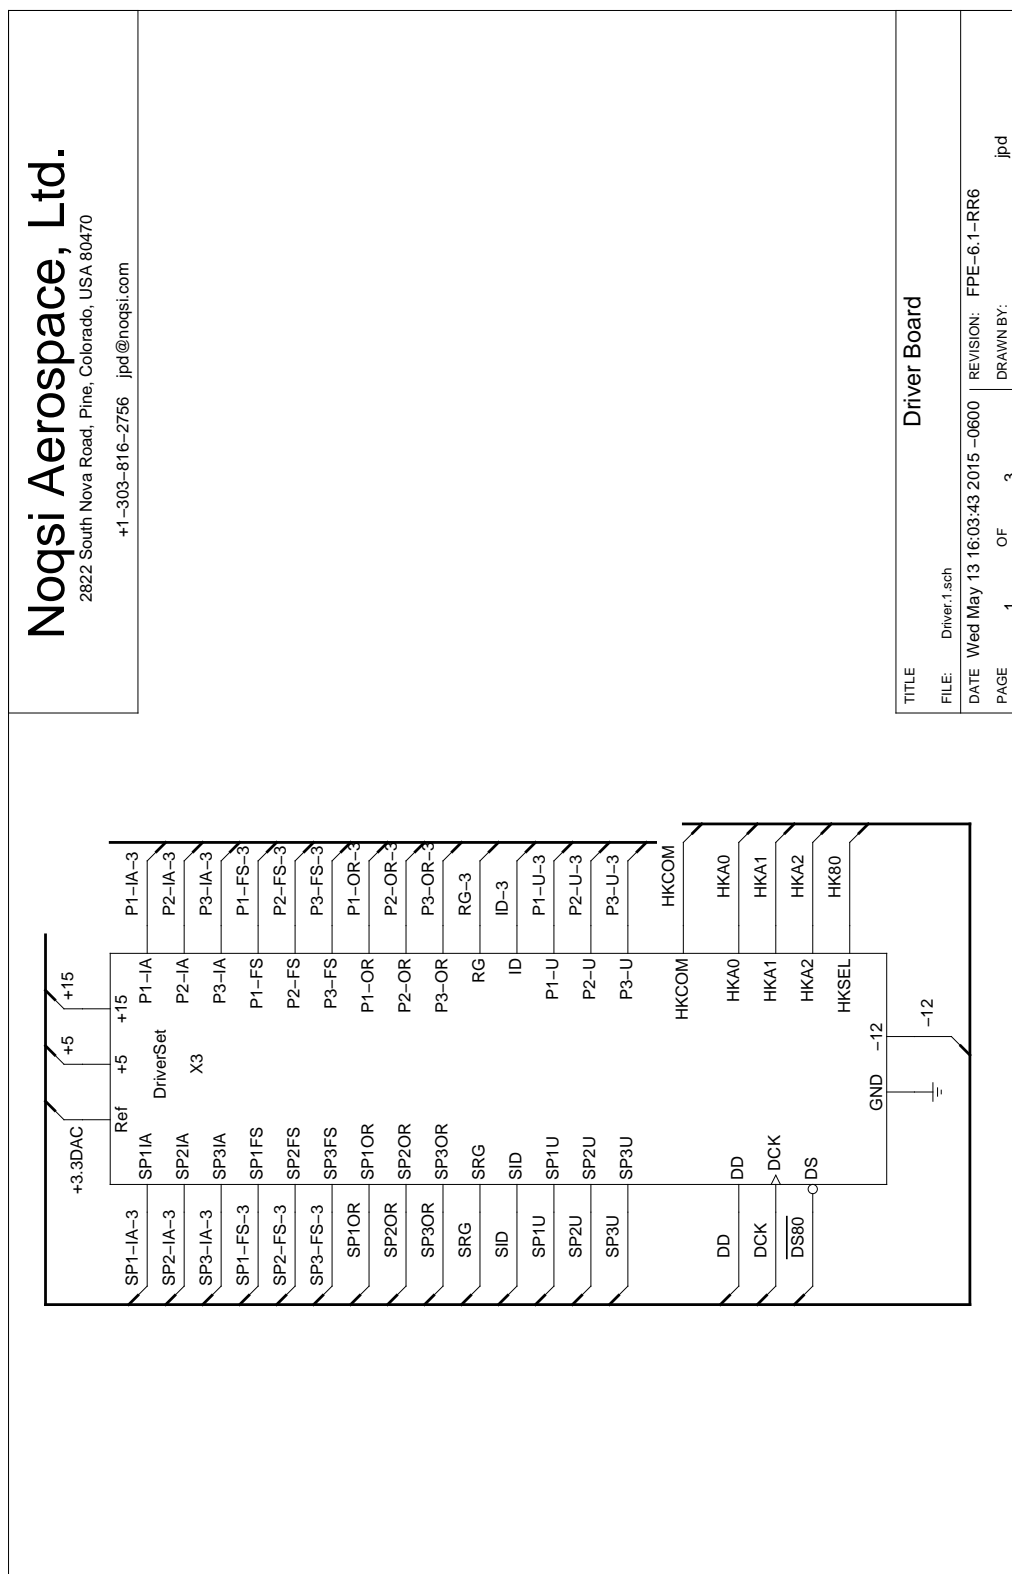 Noqsi Aerospace, Ltd.
2822 South Nova Road, Pine, Colorado, USA 80470
+1−303−816−2756 jpd@noqsi.com
+3.3DAC
+5
+15
Ref
+5
+15
DriverSet
X3
SP1−IA−3 SP1IA P1−IA P1−IA−3
SP2−IA−3 SP2IA P2−IA P2−IA−3
SP3−IA−3 SP3IA P3−IA P3−IA−3
SP1−FS−3 SP1FS P1−FS P1−FS−3
SP2−FS−3 SP2FS P2−FS P2−FS−3
SP3−FS−3 SP3FS P3−FS P3−FS−3
SP1OR SP1OR P1−OR P1−OR−3
SP2OR SP2OR P2−OR P2−OR−3
SP3OR SP3OR P3−OR P3−OR−3
SRG SRG RG RG−3
SID SID ID ID−3
SP1U SP1U P1−U P1−U−3
SP2U SP2U P2−U P2−U−3
SP3U SP3U P3−U P3−U−3
HKCOM HKCOM
DD DD HKA0 HKA0
DCK DCK HKA1 HKA1
DS80 DS HKA2 HKA2
HKSEL HK80
GND −12
−12
TITLE
Driver Board
FILE: Driver.1.sch
DATE Wed May 13 16:03:43 2015 −0600 REVISION: FPE−6.1−RR6
PAGE 1 OF 3 DRAWN BY: jpd